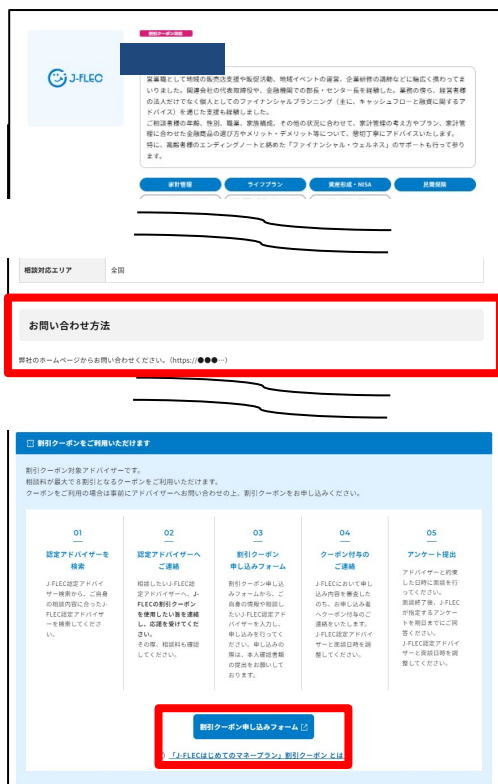 割引クーポン対象
J-FLEC
営業職として地域の販売店支援や販促活動、地域イベントの運営、企業研修の講師などに幅広く携わってま
いりました。関連会社の代表取締役や、金融機関での部長・センター長を経験した。業務の傍ら、経営者様
の法人だけでなく個人としてのファイナンシャルプランニング（主に、キャッシュフローと融資に関するア
ドバイス）を通じた支援も経験しました。
ご相談者様の年齢、性別、職業、家族構成、その他の状況に合わせて、家計管理の考え方やプラン、家計管
理に合わせた金融商品の選び方やメリット・デメリット等について、懇切丁寧にアドバイスいたします。
特に、高齢者様のエンディングノートと絡めた「ファイナンシャル・ウェルネス」のサポートも行って参り
ます。
家計管理
ライフプラン
資産形成・NISA
民間保険
相談対応エリア
全国
お問い合わせ方法
弊社のホームページからお問い合わせください。（https://●●●…）
割引クーポンをご利用いただけます
割引クーポン対象アドバイザーです。
相談料が最大で８割引となるクーポンをご利用いただけます。
クーポンをご利用の場合は事前にアドバイザーへお問い合わせの上、割引クーポンをお申し込みください。
01
認定アドバイザーを
検索
J-FLEC認定アドバイ
ザー検索から、ご自身
の相談内容に合ったJ-
FLEC認定アドバイザ
ーを検索してくださ
い。
02
認定アドバイザーへ
ご連絡
相談したいJ-FLEC認
定アドバイザーへ、J-
FLECの割引クーポン
を使用したい旨を連絡
し、応諾を受けてくだ
さい。
その際、相談料も確認
してください。
03
割引クーポン
申し込みフォーム
割引クーポン申し込
みフォームから、ご
自身の情報や相談し
たいJ-FLEC認定アド
バイザーを入力し、
申し込みを行ってく
ださい。申し込みの
際は、本人確認書類
の提出をお願いして
おります。
04
クーポン付与の
ご連絡
J-FLECにおいて申し
込み内容を審査した
のち、お申し込み者
へクーポン付与のご
連絡をいたします。
J-FLEC認定アドバイ
ザーと面談日時を調
整してください。
05
アンケート提出
アドバイザーと約束
した日時に面談を行
ってください。
面談終了後、J-FLEC
が指定するアンケー
トを期日までにご回
答ください。
J-FLEC認定アドバイ
ザーと面談日時を調
整してください。
割引クーポン申し込みフォーム
「J-FLECはじめてのマネープラン」割引クーポン とは